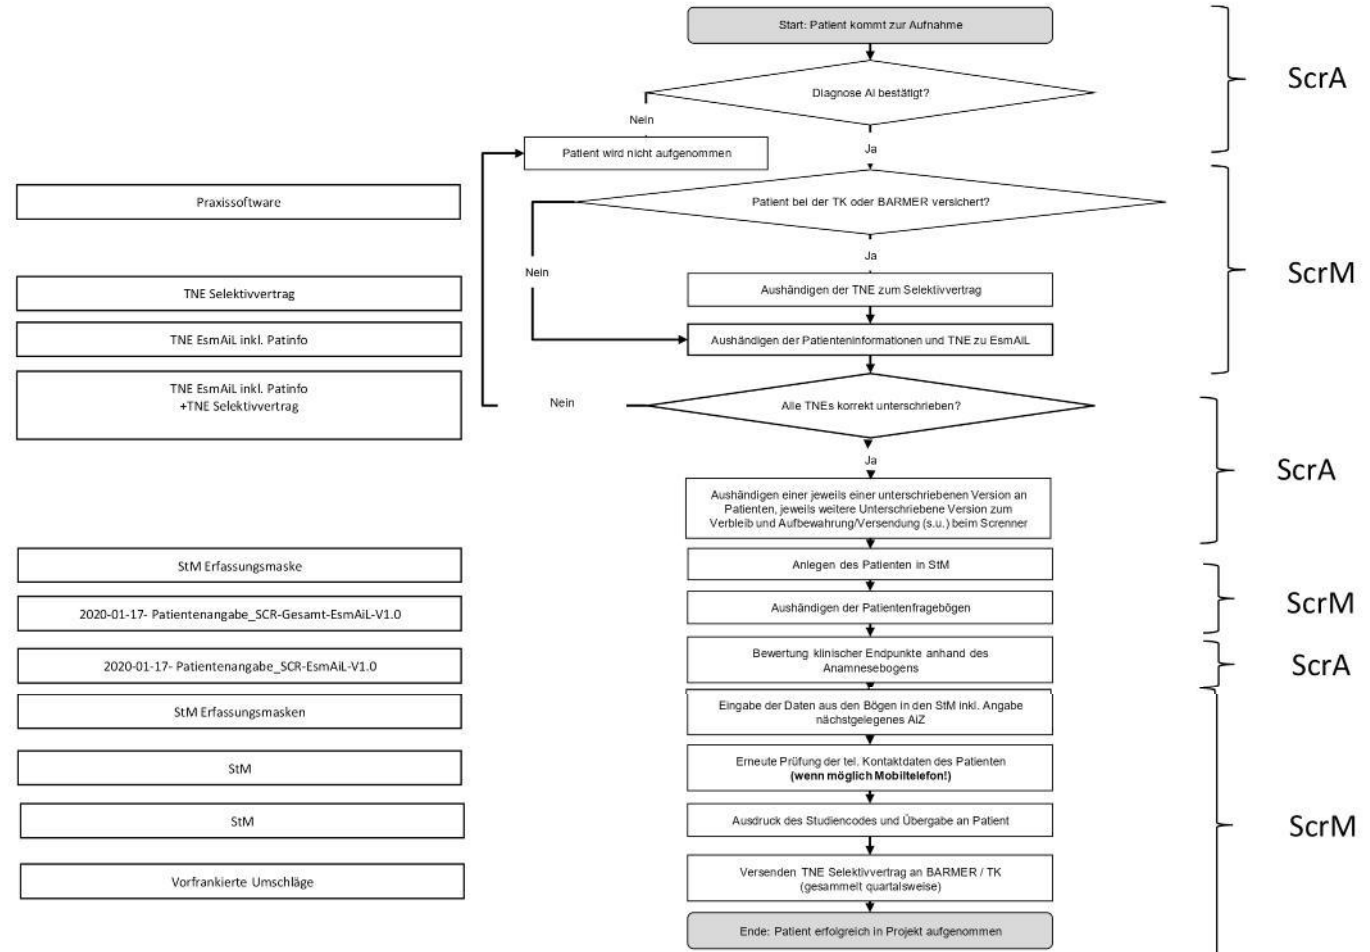 Start: Patient kommt zur Aufnahme
ScrA
Diagnose AI bestätigt?
Nein
Patient wird nicht aufgenommen
Ja
Praxissoftware
Patient bei der TK oder BARMER versichert?
Ja
Nein
ScrM
TNE Selektivvertrag
Aushändigen der TNE zum Selektivvertrag
TNE EsmAiL inkl. Patinfo
Aushändigen der Patienteninformationen und TNE zu EsmAiL
TNE EsmAiL inkl. Patinfo
+TNE Selektivvertrag
Nein
Alle TNEs korrekt unterschrieben?
Ja
ScrA
Aushändigen einer jeweils einer unterschriebenen Version an
Patienten, jeweils weitere Unterschriebene Version zum
Verbleib und Aufbewahrung/Versendung (s.u.) beim Screnner
StM Erfassungsmaske
Anlegen des Patienten in StM
2020-01-17- Patientenangabe_SCR-Gesamt-EsmAiL-V1.0
Aushändigen der Patientenfragebögen
ScrM
2020-01-17- Patientenangabe_SCR-EsmAiL-V1.0
Bewertung klinischer Endpunkte anhand des
Anamnesebogens
ScrA
StM Erfassungsmasken
Eingabe der Daten aus den Bögen in den StM inkl. Angabe
nächstgelegenes AiZ
StM
Erneute Prüfung der tel. Kontaktdaten des Patienten
(wenn möglich Mobiltelefon!)
StM
Ausdruck des Studiencodes und Übergabe an Patient
ScrM
Vorfrankierte Umschläge
Versenden TNE Selektivvertrag an BARMER / TK
(gesammelt quartalsweise)
Ende: Patient erfolgreich in Projekt aufgenommen